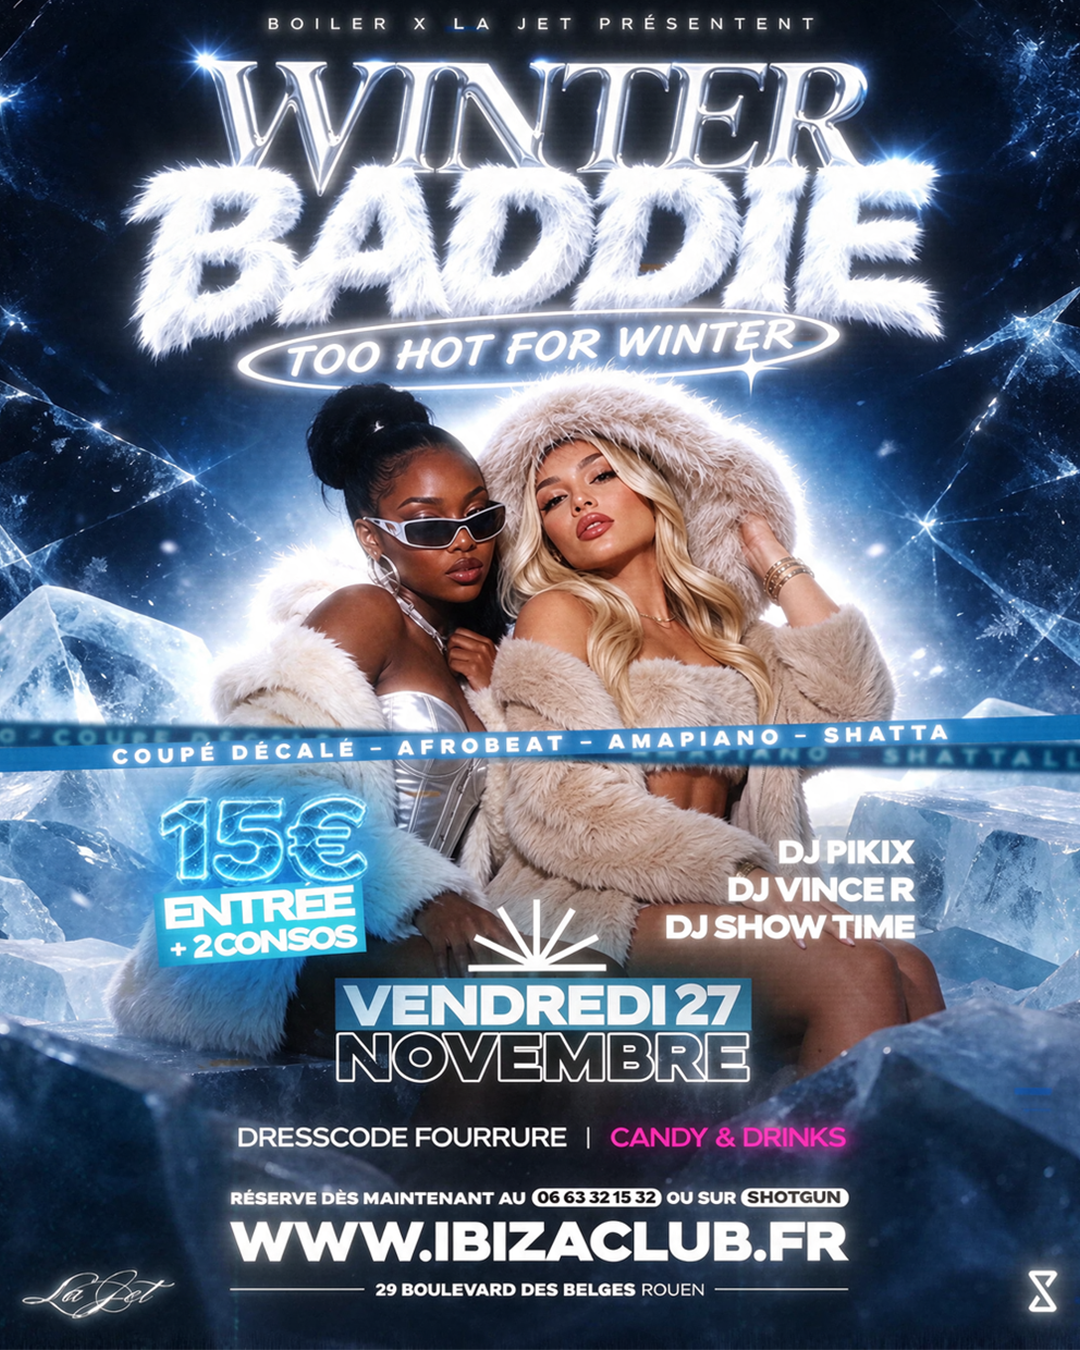 BOILER X LA JET PRÉSENTENT
WINTER
BADDIE
TOO HOT FOR WINTER
COUPÉ DÉCALÉ - AFROBEAT - AMAPIANO - SHATTA
15€
ENTRÉE
+ 2 CONSOS
DJ PIKIX
DJ VINCE R
DJ SHOW TIME
VENDREDI 27
NOVEMBRE
DRESSCODE FOURRURE | CANDY & DRINKS
RÉSERVE DÈS MAINTENANT AU 06 63 32 15 32 OU SUR SHOTGUN
WWW.IBIZACLUB.FR
29 BOULEVARD DES BELGES ROUEN
La Jet